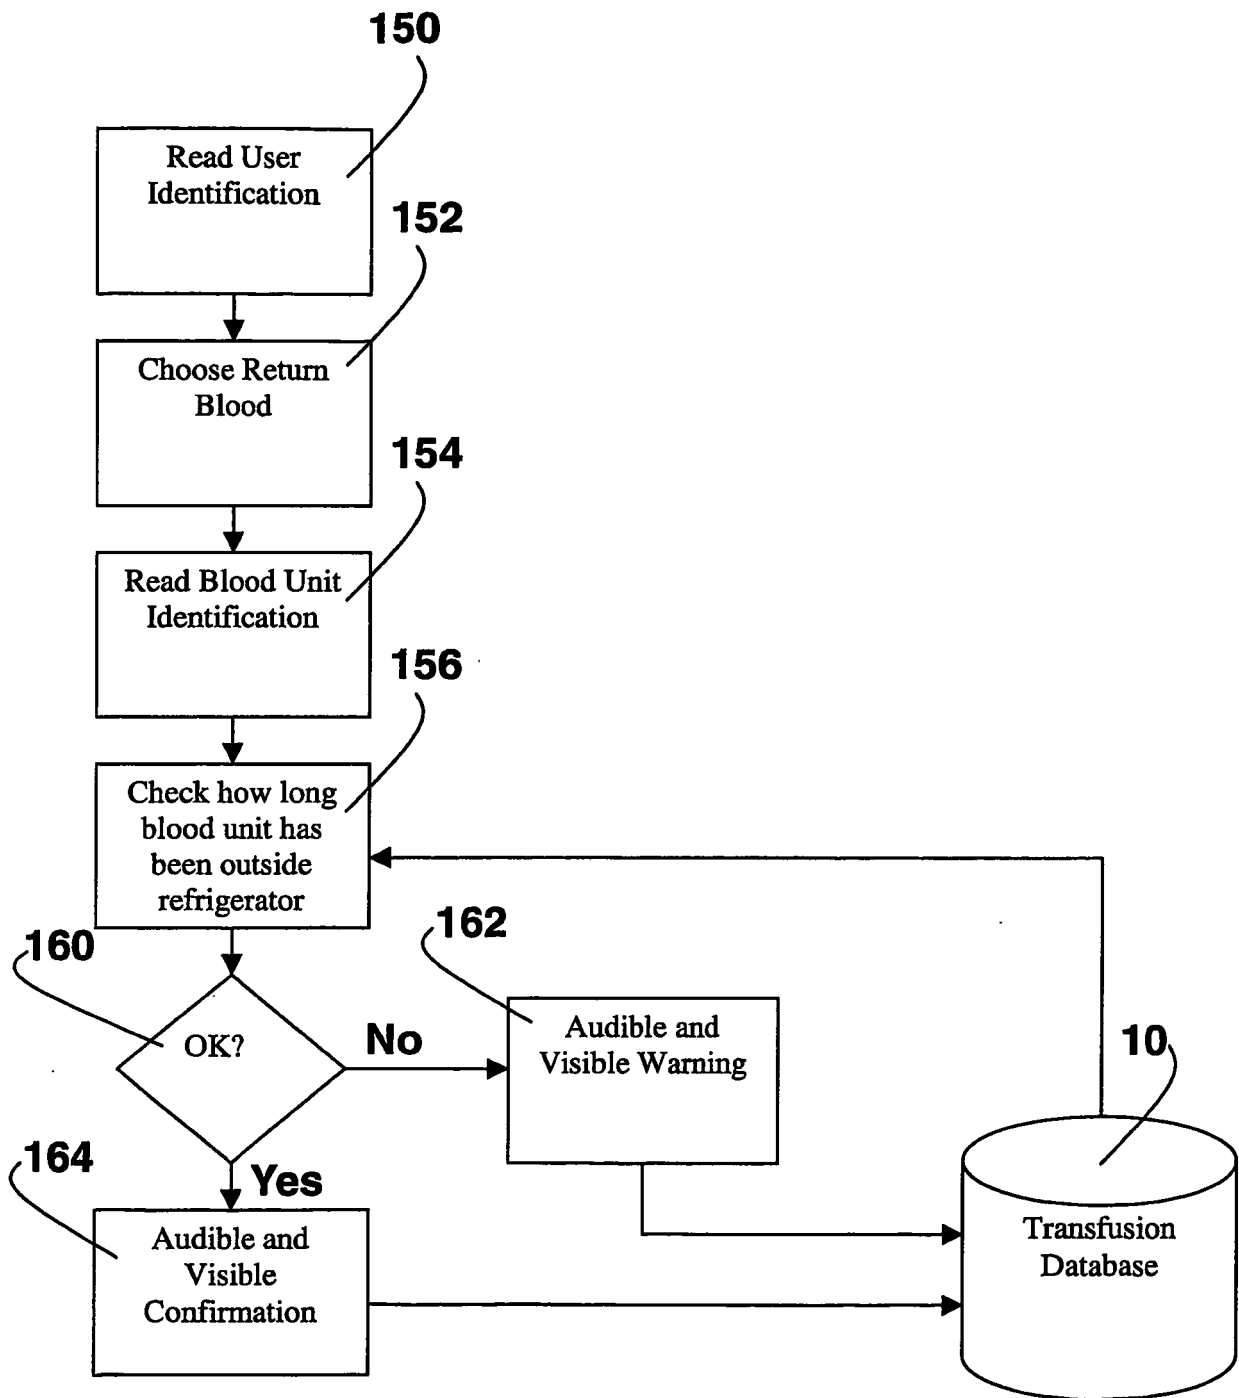 150
Read User
Identification
152
Choose Return
Blood
154
Read Blood Unit
Identification
156
Check how long
blood unit has
been outside
refrigerator
160
OK?
No
162
Audible and
Visible Warning
10
Transfusion
Database
164
Yes
Audible and
Visible
Confirmation